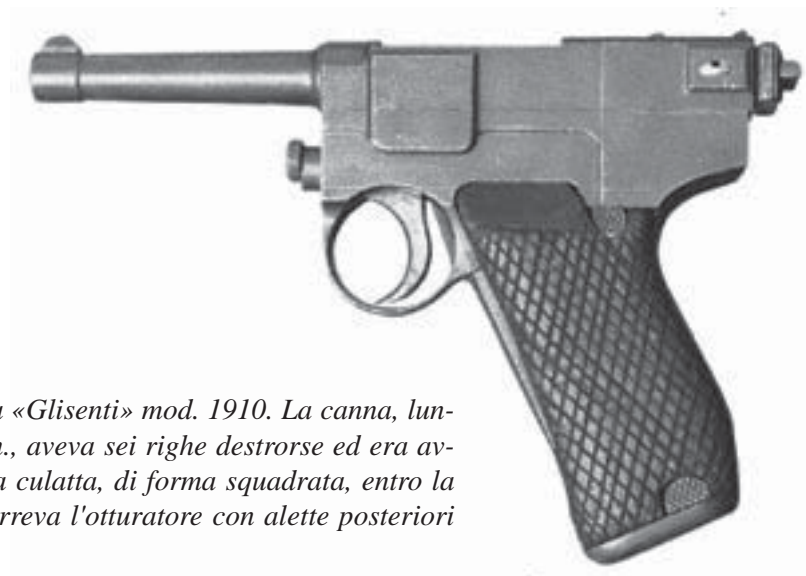 «Glisenti» mod. 1910. La canna, lun-
aveva sei righe destrorse ed era av-
culatta, di forma squadrata, entro la
l'otturatore con alette posteriori